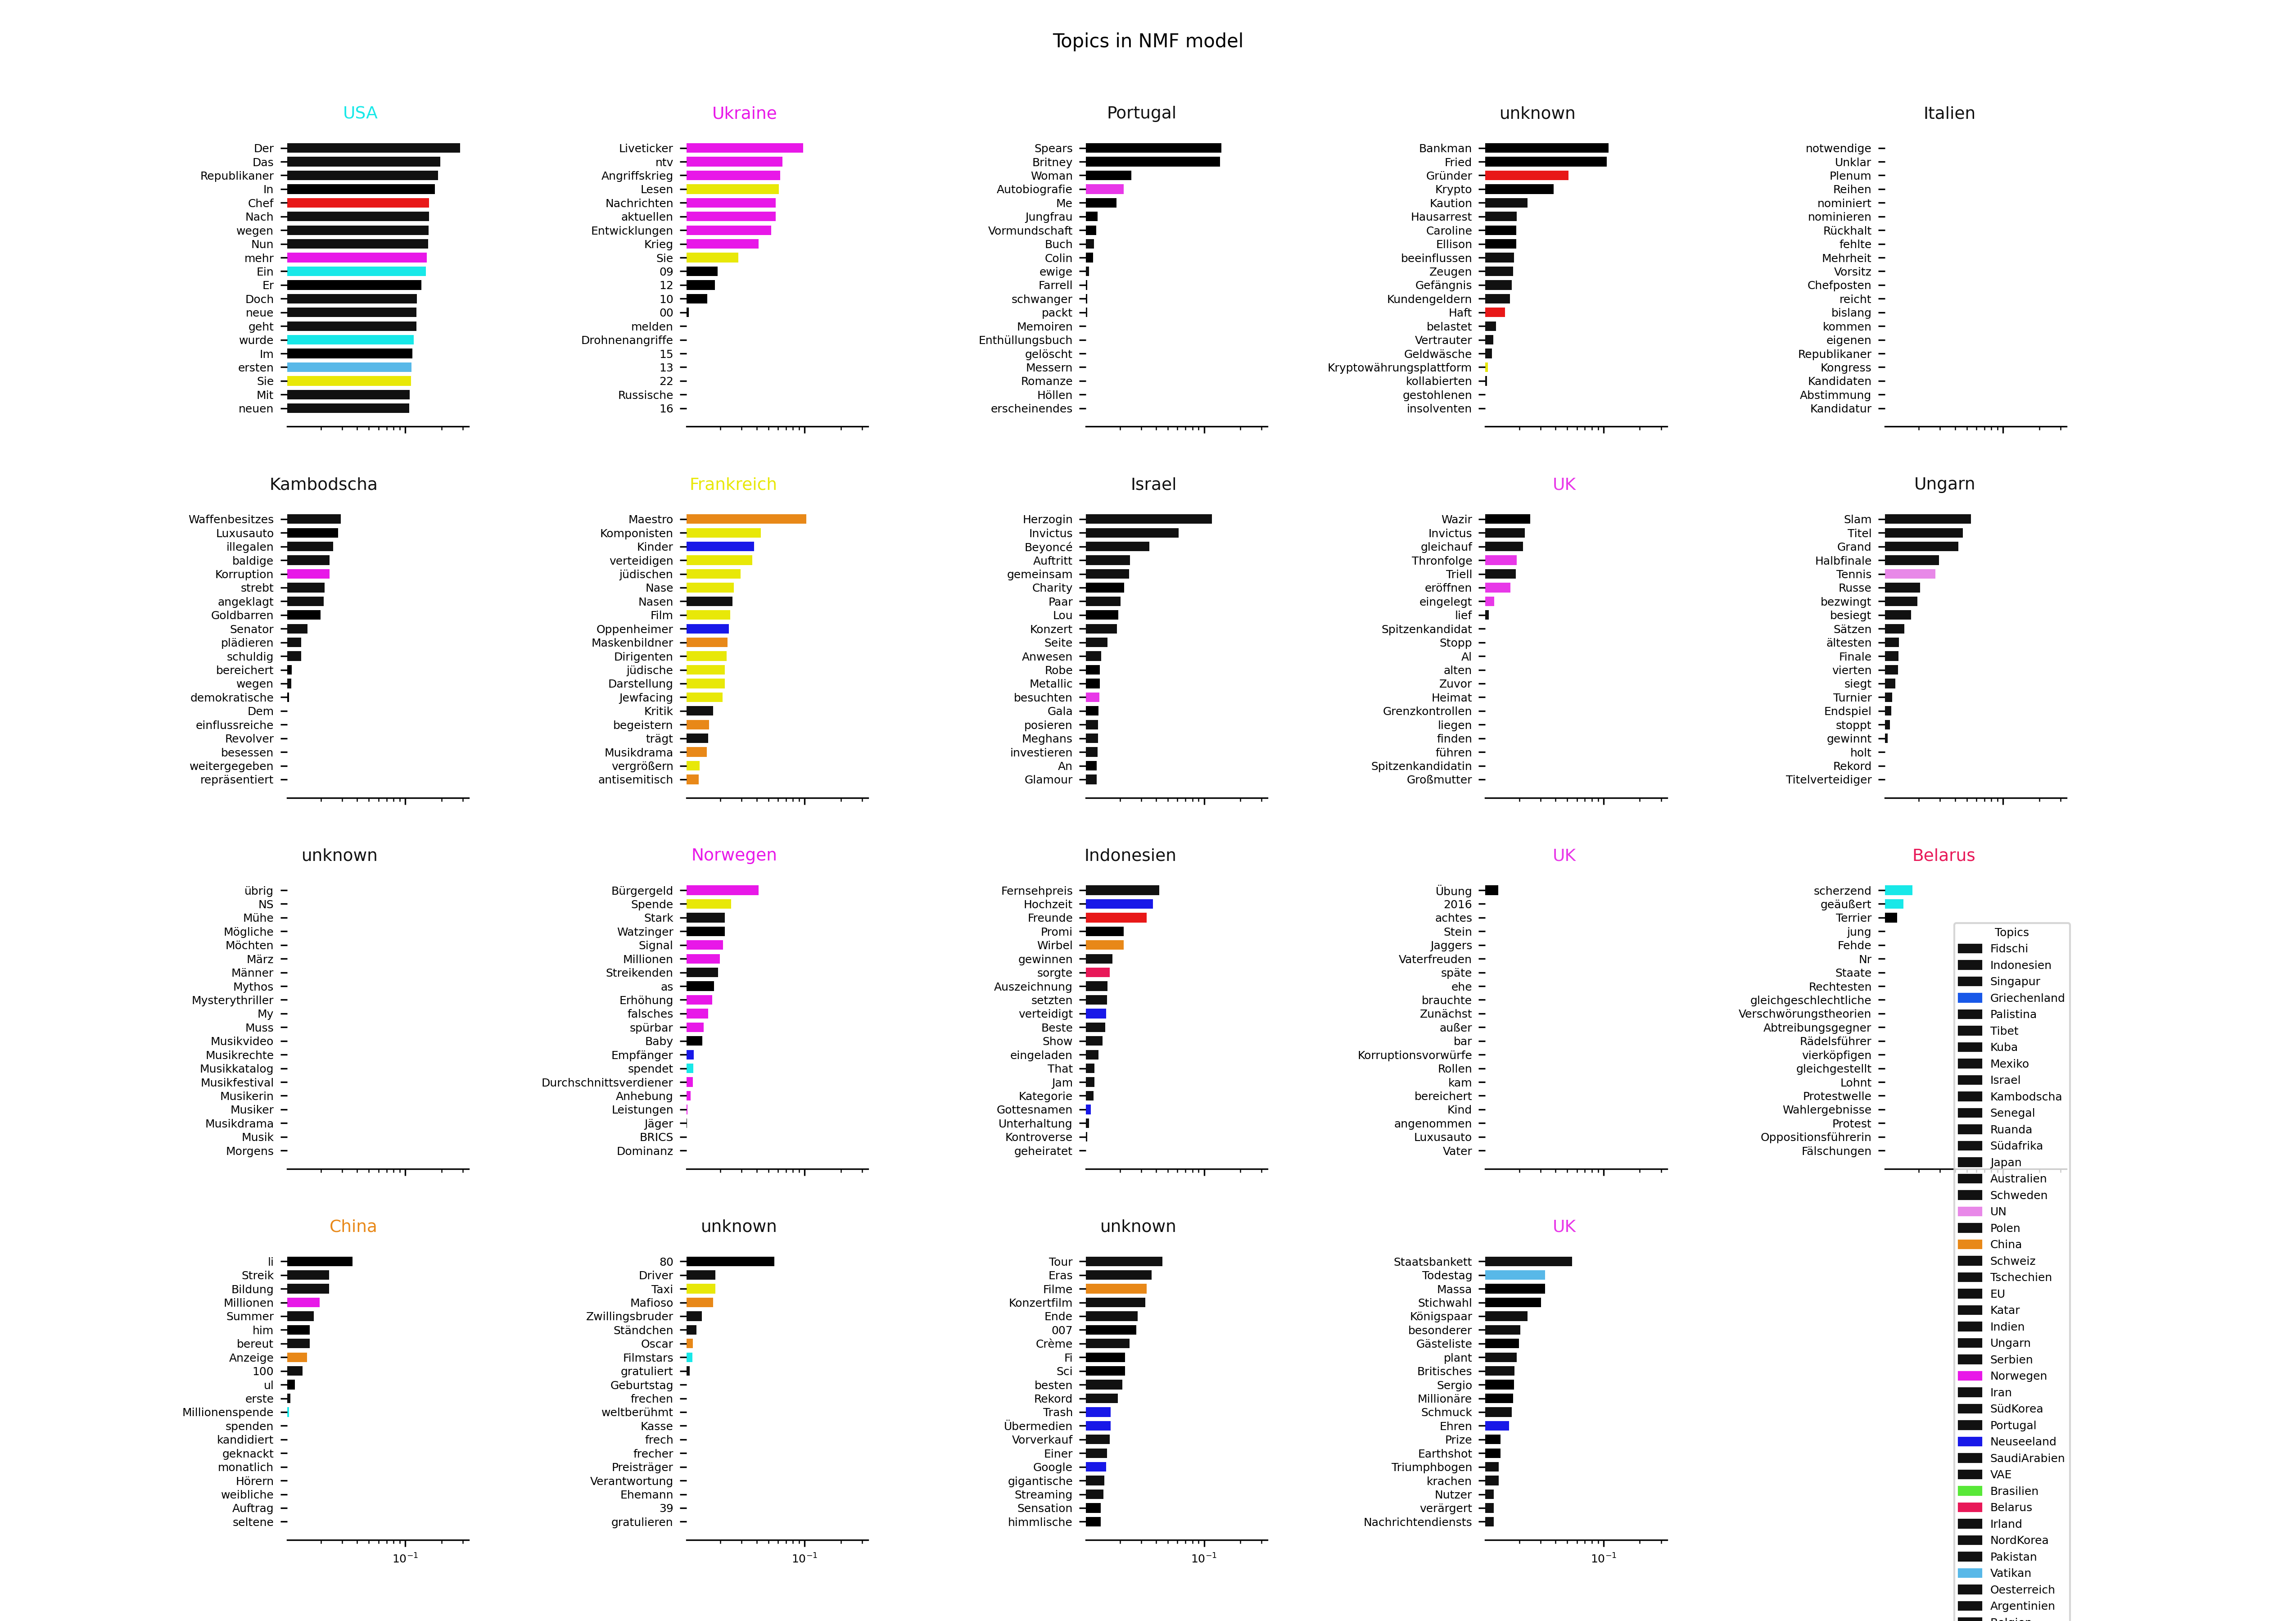 Topics in NMF model
USA
Der
Das
Republikaner
In
Chef
Nach
wegen
Nun
mehr
Ein
Er
Doch
neue
geht
wurde
Im
ersten
Sie
Mit
neuen
Ukraine
Liveticker
ntv
Angriffskrieg
Lesen
Nachrichten
aktuellen
Entwicklungen
Krieg
Sie
09
12
10
00
melden
Drohnenangriffe
15
13
22
Russische
16
Portugal
Spears
Britney
Woman
Autobiografie
Me
Jungfrau
Vormundschaft
Buch
Colin
ewige
Farrell
schwanger
packt
Memoiren
Enthüllungsbuch
gelöscht
Messern
Romanze
Höllen
erscheinendes
unknown
Bankman
Fried
Gründer
Krypto
Kaution
Hausarrest
Caroline
Ellison
beeinflussen
Zeugen
Gefängnis
Kundengeldern
Haft
belastet
Vertrauter
Geldwäsche
Kryptowährungsplattform
kollabierten
gestohlenen
insolventen
Italien
notwendige
Unklar
Plenum
Reihen
nominiert
nominieren
Rückhalt
fehlte
Mehrheit
Vorsitz
Chefposten
reicht
bislang
kommen
eigenen
Republikaner
Kongress
Kandidaten
Abstimmung
Kandidatur
Kambodscha
Waffenbesitzes
Luxusauto
illegalen
baldige
Korruption
strebt
angeklagt
Goldbarren
Senator
plädieren
schuldig
bereichert
wegen
demokratische
Dem
einflussreiche
Revolver
besessen
weitergegeben
repräsentiert
Frankreich
Maestro
Komponisten
Kinder
verteidigen
jüdischen
Nase
Nasen
Film
Oppenheimer
Maskenbildner
Dirigenten
jüdische
Darstellung
Jewfacing
Kritik
begeistern
trägt
Musikdrama
vergrößern
antisemitisch
Israel
Herzogin
Invictus
Beyoncé
Auftritt
gemeinsam
Charity
Paar
Lou
Konzert
Seite
Anwesen
Robe
Metallic
besuchten
Gala
posieren
Meghans
investieren
An
Glamour
UK
Wazir
Invictus
gleichauf
Thronfolge
Triell
eröffnen
eingelegt
lief
Spitzenkandidat
Stopp
Al
alten
Zuvor
Heimat
Grenzkontrollen
liegen
finden
führen
Spitzenkandidatin
Großmutter
Ungarn
Slam
Titel
Grand
Halbfinale
Tennis
Russe
bezwingt
besiegt
Sätzen
ältesten
Finale
vierten
siegt
Turnier
Endspiel
stoppt
gewinnt
holt
Rekord
Titelverteidiger
unknown
übrig
NS
Mühe
Mögliche
Möchten
März
Männer
Mythos
Mysterythriller
My
Muss
Musikvideo
Musikrechte
Musikkatalog
Musikfestival
Musikerin
Musiker
Musikdrama
Musik
Morgens
Norwegen
Bürgergeld
Spende
Stark
Watzinger
Signal
Millionen
Streikenden
as
Erhöhung
falsches
spürbar
Baby
Empfänger
spendet
Durchschnittsverdiener
Anhebung
Leistungen
Jäger
BRICS
Dominanz
Indonesien
Fernsehpreis
Hochzeit
Freunde
Promi
Wirbel
gewinnen
sorgte
Auszeichnung
setzten
verteidigt
Beste
Show
eingeladen
That
Jam
Kategorie
Gottesnamen
Unterhaltung
Kontroverse
geheiratet
UK
Übung
2016
achtes
Stein
Jaggers
Vaterfreuden
späte
ehe
brauchte
Zunächst
außer
bar
Korruptionsvorwürfe
Rollen
kam
bereichert
Kind
angenommen
Luxusauto
Vater
Belarus
scherzend
geäußert
Terrier
jung
Fehde
Nr
Staate
Rechtesten
gleichgeschlechtliche
Verschwörungstheorien
Abtreibungsgegner
Rädelsführer
vierköpfigen
gleichgestellt
Lohnt
Protestwelle
Wahlergebnisse
Protest
Oppositionsführerin
Fälschungen
China
li
Streik
Bildung
Millionen
Summer
him
bereut
Anzeige
100
ul
erste
Millionenspende
spenden
kandidiert
geknackt
monatlich
Hörern
weibliche
Auftrag
seltene
10⁻¹
unknown
80
Driver
Taxi
Mafioso
Zwillingsbruder
Ständchen
Oscar
Filmstars
gratuliert
Geburtstag
frechen
weltberühmt
Kasse
frech
frecher
Preisträger
Verantwortung
Ehemann
39
gratulieren
10⁻¹
unknown
Tour
Eras
Filme
Konzertfilm
Ende
007
Crème
Fi
Sci
besten
Rekord
Trash
Übermedien
Vorverkauf
Einer
Google
gigantische
Streaming
Sensation
himmlische
10⁻¹
UK
Staatsbankett
Todestag
Massa
Stichwahl
Königspaar
besonderer
Gästeliste
plant
Britisches
Sergio
Millionäre
Schmuck
Ehren
Prize
Earthshot
Triumphbogen
krachen
Nutzer
verärgert
Nachrichtendiensts
10⁻¹
Topics
Fidschi
Indonesien
Singapur
Griechenland
Palistina
Tibet
Kuba
Mexiko
Israel
Kambodscha
Senegal
Ruanda
Südafrika
Japan
Australien
Schweden
UN
Polen
China
Schweiz
Tschechien
EU
Katar
Indien
Ungarn
Serbien
Norwegen
Iran
SüdKorea
Portugal
Neuseeland
SaudiArabien
VAE
Brasilien
Belarus
Irland
NordKorea
Pakistan
Vatikan
Oesterreich
Argentinien